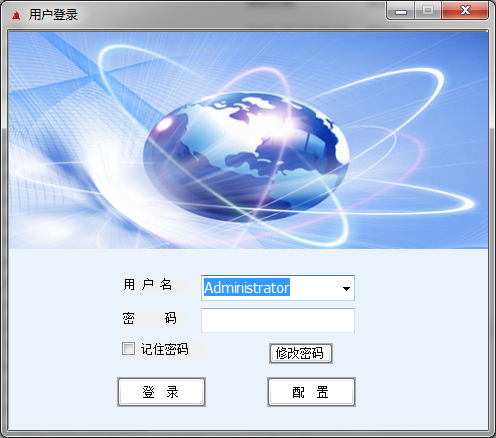 用户登录
用 户 名
Administrator
密 码
记住密码
修改密码
登 录
配 置